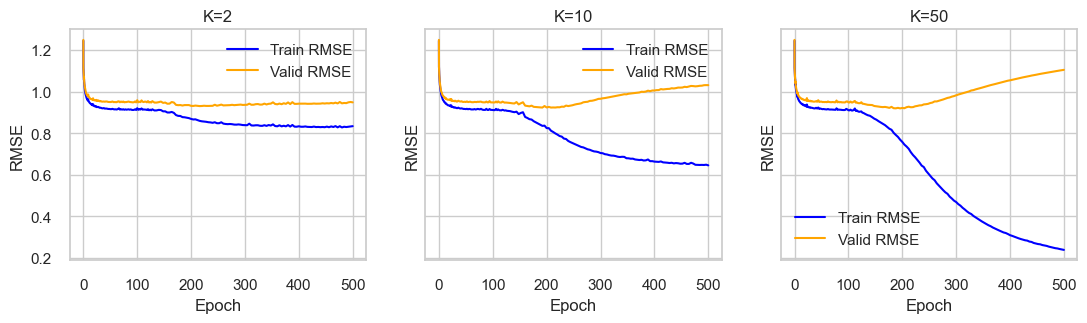 K=2
1.2
1.0
0.8
0.6
0.4
0.2
RMSE
Train RMSE
Valid RMSE
0 100 200 300 400 500
Epoch
K=10
RMSE
Train RMSE
Valid RMSE
0 100 200 300 400 500
Epoch
K=50
RMSE
Train RMSE
Valid RMSE
0 100 200 300 400 500
Epoch